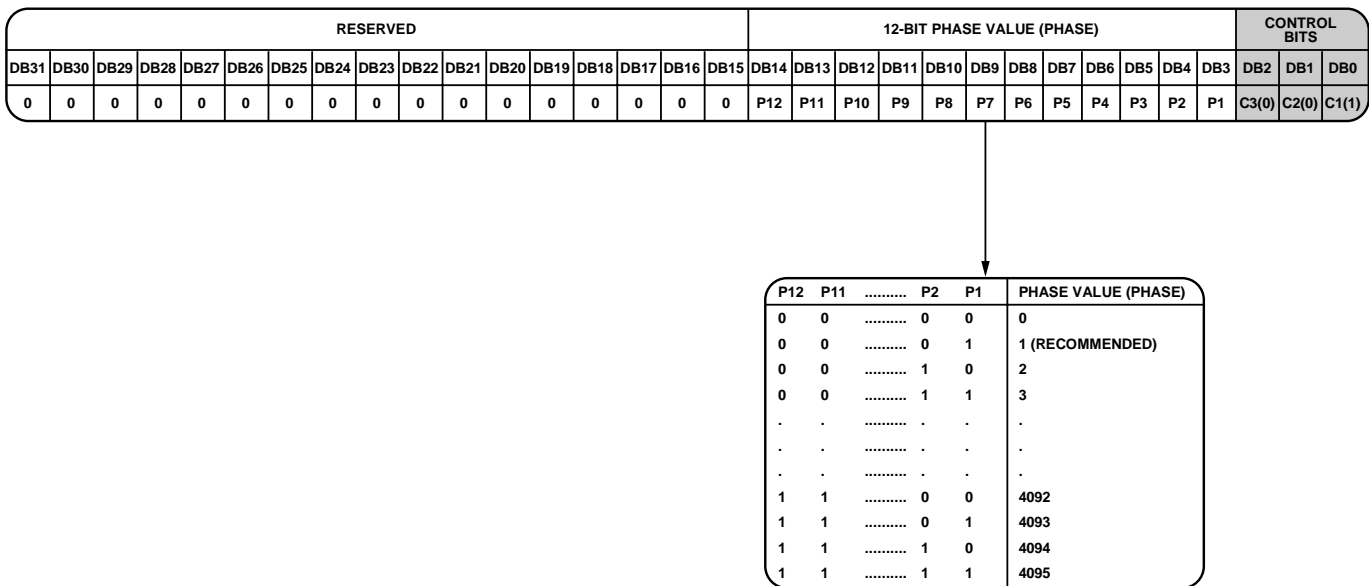 RESERVED 12-BIT PHASE VALUE (PHASE) CONTROL BITS
DB31 DB30 DB29 DB28 DB27 DB26 DB25 DB24 DB23 DB22 DB21 DB20 DB19 DB18 DB17 DB16 DB15 DB14 DB13 DB12 DB11 DB10 DB9 DB8 DB7 DB6 DB5 DB4 DB3 DB2 DB1 DB0
0 0 0 0 0 0 0 0 0 0 0 0 0 0 0 0 0 P12 P11 P10 P9 P8 P7 P6 P5 P4 P3 P2 P1 C3(0) C2(0) C1(1)
P12 P11 .......... P2 P1 PHASE VALUE (PHASE)
0 0 .......... 0 0 0
0 0 .......... 0 1 1 (RECOMMENDED)
0 0 .......... 1 0 2
0 0 .......... 1 1 3
. . .......... . . .
. . .......... . . .
. . .......... . . .
1 1 .......... 0 0 4092
1 1 .......... 0 1 4093
1 1 .......... 1 0 4094
1 1 .......... 1 1 4095